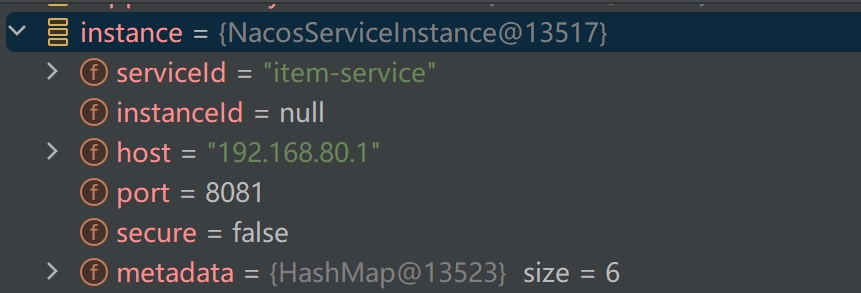 instance = {NacosServiceInstance@13517}
f serviceId = "item-service"
f instanceId = null
f host = "192.168.80.1"
f port = 8081
f secure = false
f metadata = {HashMap@13523} size = 6